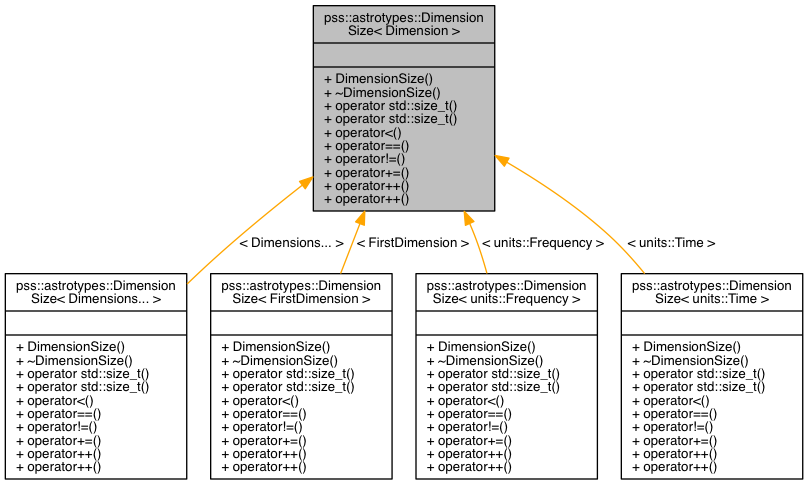 pss::astrotypes::Dimension
Size< Dimension >
+ DimensionSize()
+ ~DimensionSize()
+ operator std::size_t()
+ operator std::size_t()
+ operator<()
+ operator==()
+ operator!=()
+ operator+=()
+ operator++()
+ operator++()
< Dimensions... >
< FirstDimension >
< units::Frequency >
< units::Time >
pss::astrotypes::Dimension
Size< Dimensions... >
+ DimensionSize()
+ ~DimensionSize()
+ operator std::size_t()
+ operator std::size_t()
+ operator<()
+ operator==()
+ operator!=()
+ operator+=()
+ operator++()
+ operator++()
pss::astrotypes::Dimension
Size< FirstDimension >
+ DimensionSize()
+ ~DimensionSize()
+ operator std::size_t()
+ operator std::size_t()
+ operator<()
+ operator==()
+ operator!=()
+ operator+=()
+ operator++()
+ operator++()
pss::astrotypes::Dimension
Size< units::Frequency >
+ DimensionSize()
+ ~DimensionSize()
+ operator std::size_t()
+ operator std::size_t()
+ operator<()
+ operator==()
+ operator!=()
+ operator+=()
+ operator++()
+ operator++()
pss::astrotypes::Dimension
Size< units::Time >
+ DimensionSize()
+ ~DimensionSize()
+ operator std::size_t()
+ operator std::size_t()
+ operator<()
+ operator==()
+ operator!=()
+ operator+=()
+ operator++()
+ operator++()